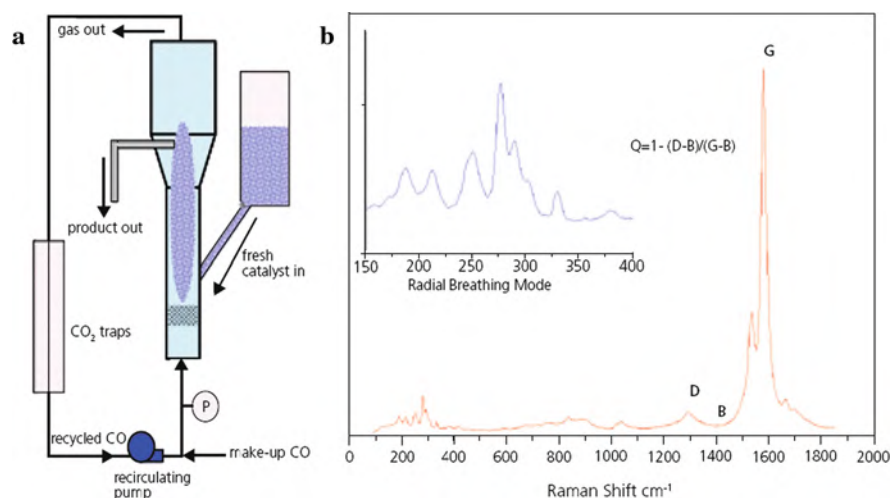 a
gas out
product out
fresh
catalyst in
CO₂ traps
P
recycled CO
make-up CO
recirculating
pump
b
G
Q=1- (D-B)/(G-B)
150 200 250 300 350 400
Radial Breathing Mode
D
B
0 200 400 600 800 1000 1200 1400 1600 1800 2000
Raman Shift cm⁻¹